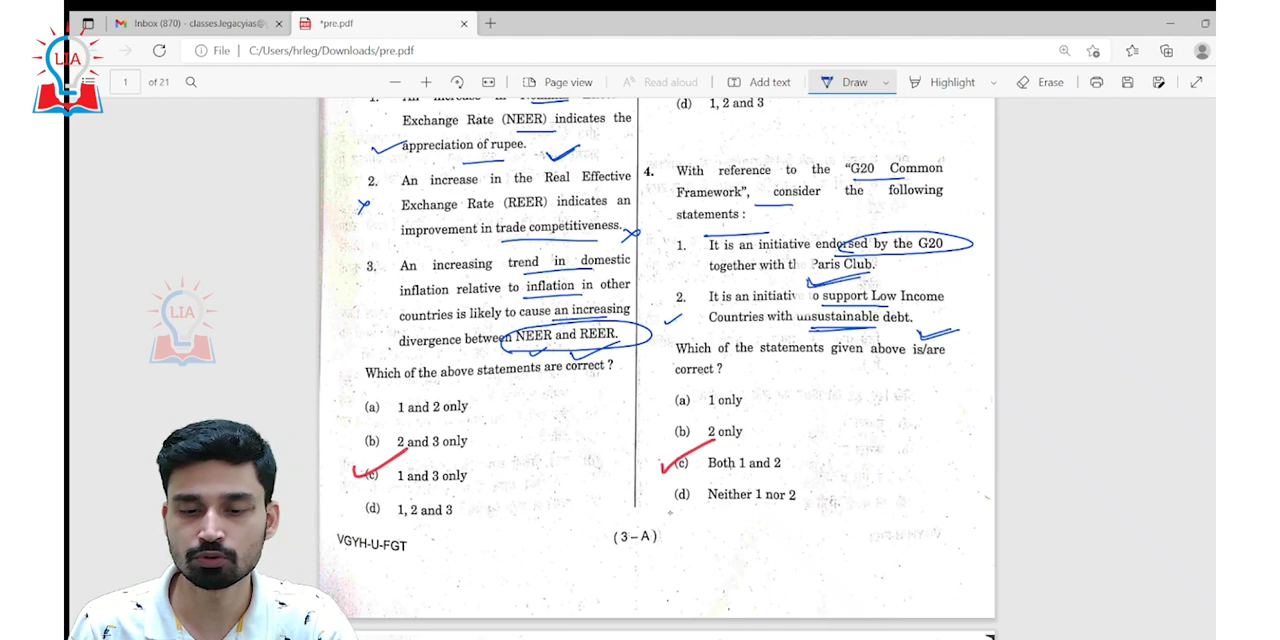 Inbox (870) - classes.legacyias@
*pre.pdf
LIA
File
C:/Users/hrleg/Downloads/pre.pdf
1 of 21
Page view
Read aloud
Add text
Draw
Highlight
Erase
Exchange Rate (NEER) indicates the
appreciation of rupee.
2. An increase in the Real Effective
Exchange Rate (REER) indicates an
improvement in trade competitiveness.
3. An increasing trend in domestic
inflation relative to inflation in other
countries is likely to cause an increasing
divergence between NEER and REER.
Which of the above statements are correct ?
(a) 1 and 2 only
(b) 2 and 3 only
(c) 1 and 3 only
(d) 1, 2 and 3
VGYH-U-FGT
(d) 1, 2 and 3
4. With reference to the "G20 Common
Framework", consider the following
statements :
1. It is an initiative endorsed by the G20
together with the Paris Club.
2. It is an initiative to support Low Income
Countries with unsustainable debt.
Which of the statements given above is/are
correct ?
(a) 1 only
(b) 2 only
(c) Both 1 and 2
(d) Neither 1 nor 2
(3-A)
LIA